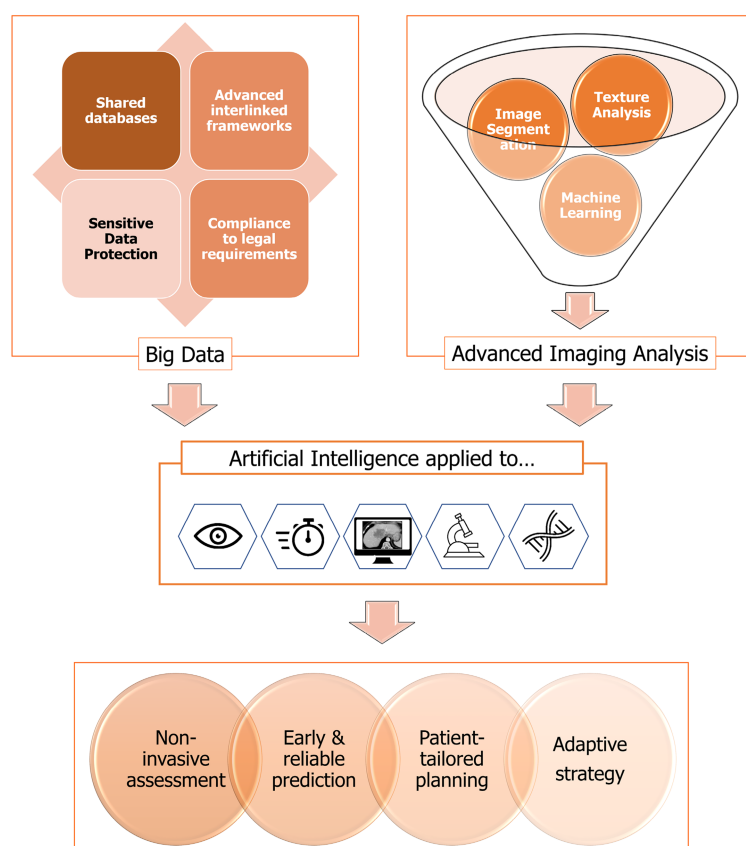 Shared
databases
Advanced
interlinked
frameworks
Sensitive
Data
Protection
Compliance
to legal
requirements
Big Data
Image
Segment
ation
Texture
Analysis
Machine
Learning
Advanced Imaging Analysis
Artificial Intelligence applied to…
Non-
invasive
assessment
Early &
reliable
prediction
Patient-
tailored
planning
Adaptive
strategy